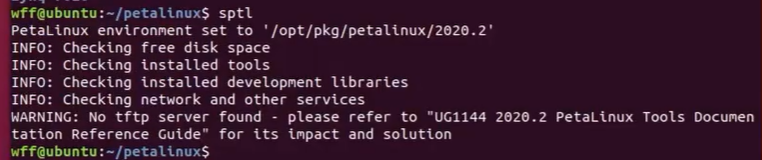 wff@ubuntu:~/petalinux$ sptl
PetaLinux environment set to '/opt/pkg/petalinux/2020.2'
INFO: Checking free disk space
INFO: Checking installed tools
INFO: Checking installed development libraries
INFO: Checking network and other services
WARNING: No tftp server found - please refer to "UG1144 2020.2 PetaLinux Tools Documen
tation Reference Guide" for its impact and solution
wff@ubuntu:~/petalinux$